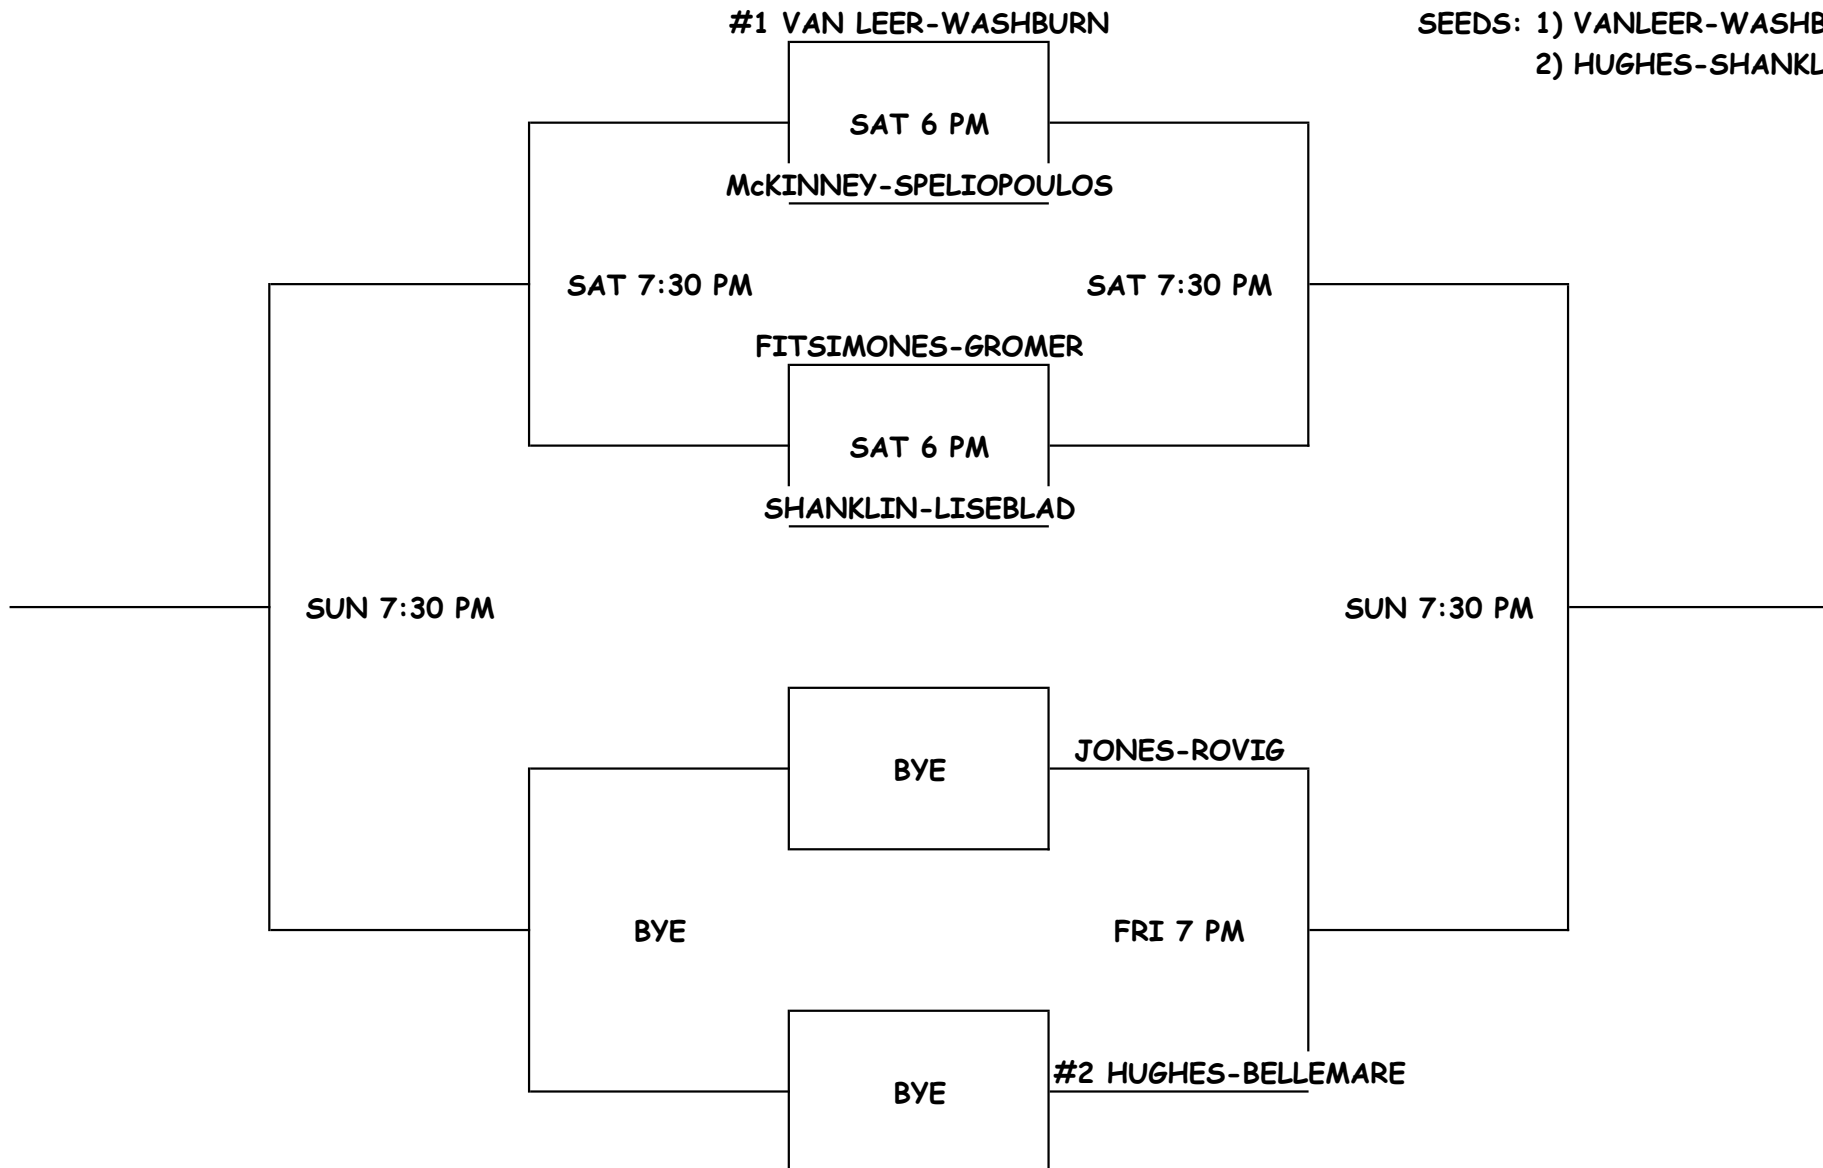 #1 VAN LEER-WASHBURN
SEEDS: 1) VANLEER-WASHB
2) HUGHES-SHANKL
SAT 6 PM
McKINNEY-SPELIOPOULOS
SAT 7:30 PM
SAT 7:30 PM
FITSIMONES-GROMER
SAT 6 PM
SHANKLIN-LISEBLAD
SUN 7:30 PM
SUN 7:30 PM
JONES-ROVIG
BYE
BYE
FRI 7 PM
#2 HUGHES-BELLEMARE
BYE